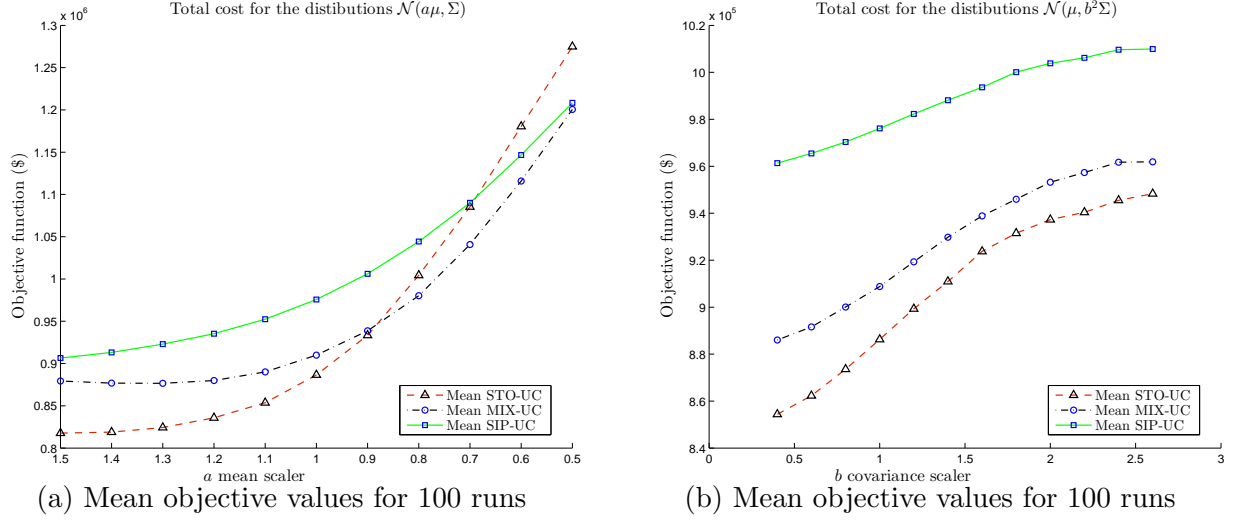 Total cost for the distibutions N(aμ, Σ)
x 10^6
1.3
1.25
1.2
1.15
1.1
1.05
1
0.95
0.9
0.85
0.8
Objective function ($)
1.5 1.4 1.3 1.2 1.1 1 0.9 0.8 0.7 0.6 0.5
a mean scaler
Mean STO-UC
Mean MIX-UC
Mean SIP-UC
(a) Mean objective values for 100 runs
Total cost for the distibutions N(μ, b²Σ)
x 10^5
10.2
10
9.8
9.6
9.4
9.2
9
8.8
8.6
8.4
Objective function ($)
0 0.5 1 1.5 2 2.5 3
b covariance scaler
Mean STO-UC
Mean MIX-UC
Mean SIP-UC
(b) Mean objective values for 100 runs